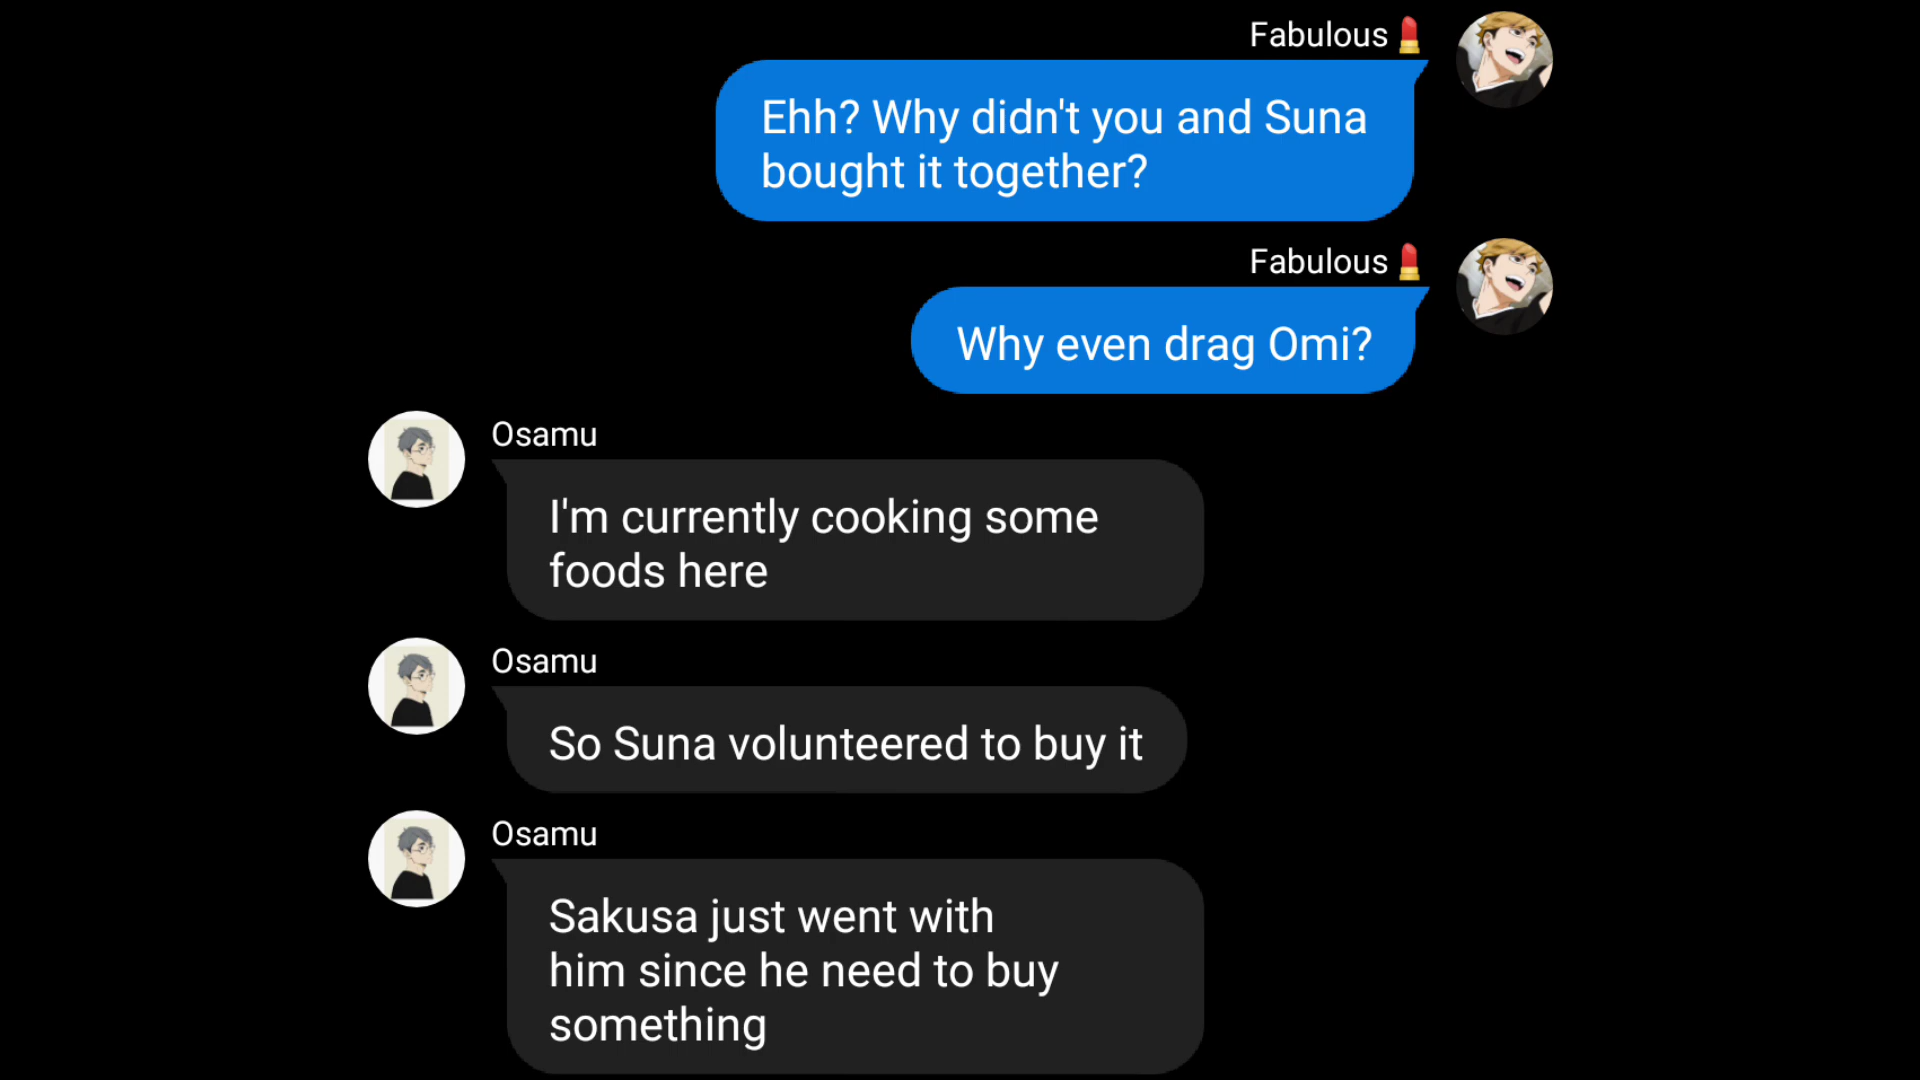 Fabulous💄
Ehh? Why didn't you and Suna
bought it together?
Fabulous💄
Why even drag Omi?
Osamu
I'm currently cooking some
foods here
Osamu
So Suna volunteered to buy it
Osamu
Sakusa just went with
him since he need to buy
something